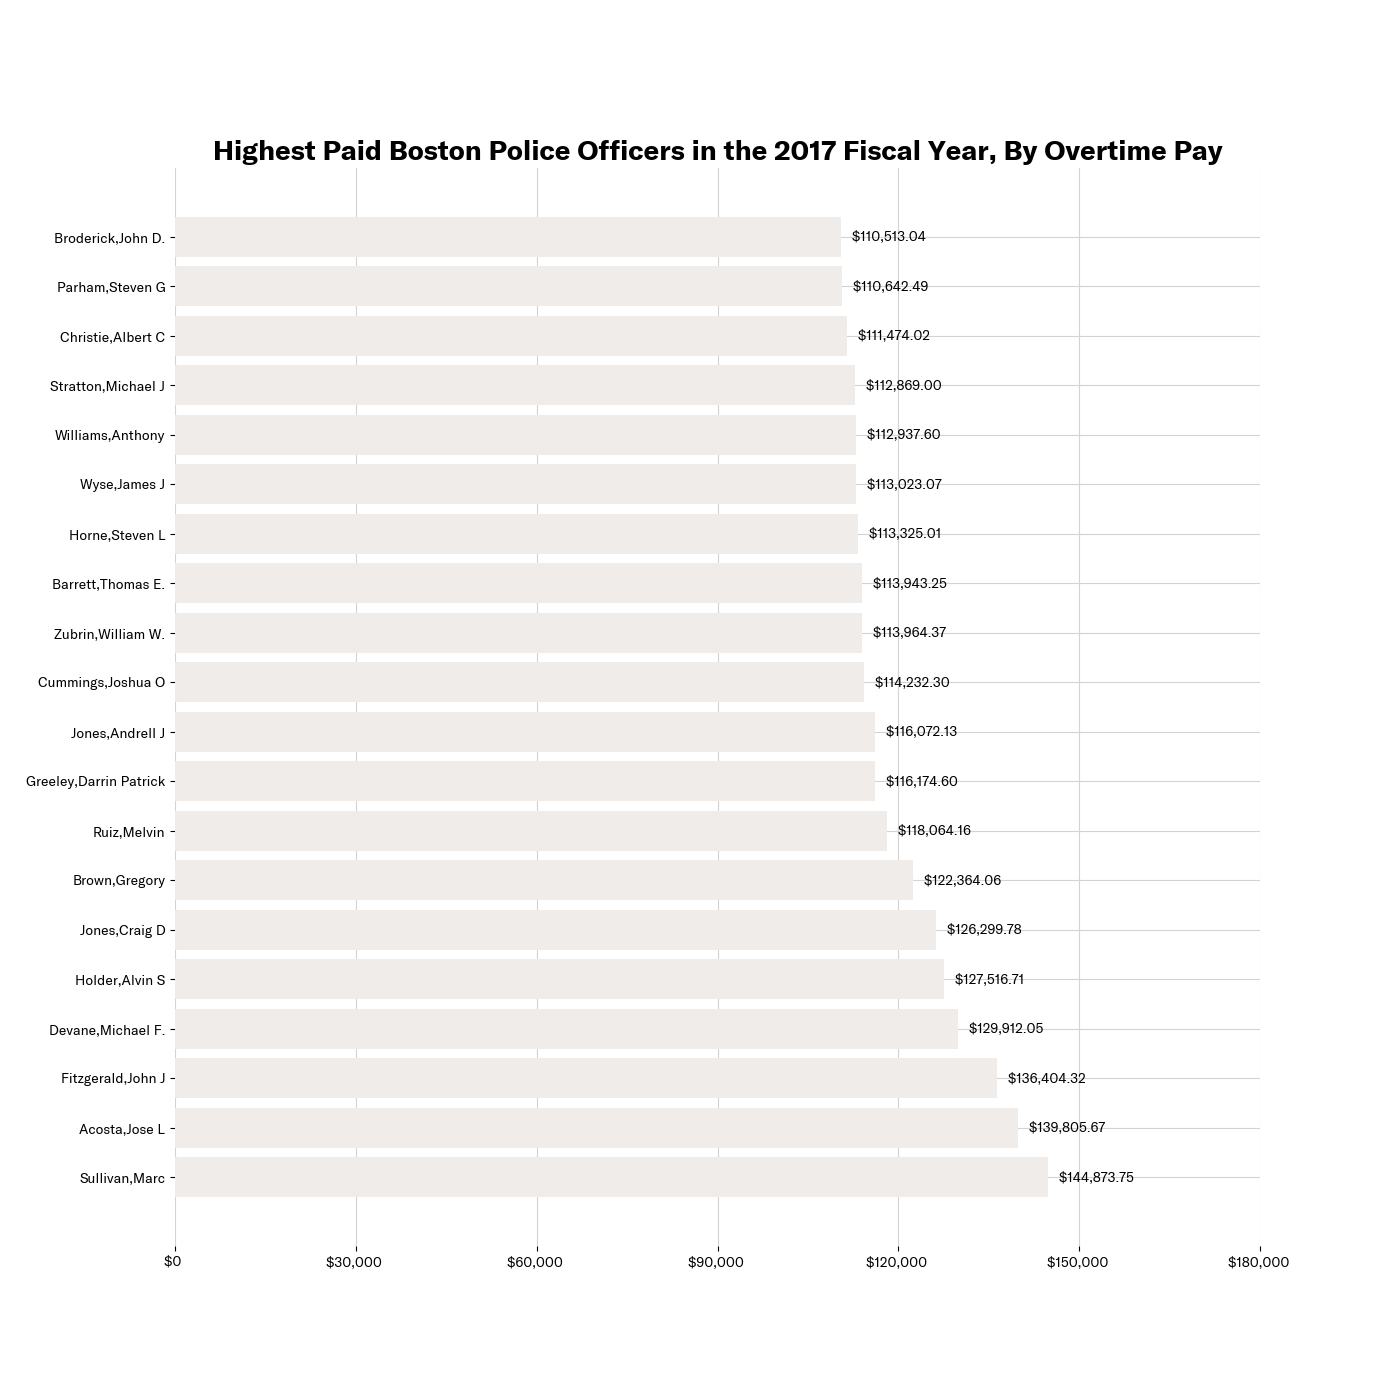 Highest Paid Boston Police Officers in the 2017 Fiscal Year, By Overtime Pay
Broderick,John D. $110,513.04
Parham,Steven G $110,642.49
Christie,Albert C $111,474.02
Stratton,Michael J $112,869.00
Williams,Anthony $112,937.60
Wyse,James J $113,023.07
Horne,Steven L $113,325.01
Barrett,Thomas E. $113,943.25
Zubrin,William W. $113,964.37
Cummings,Joshua O $114,232.30
Jones,Andrell J $116,072.13
Greeley,Darrin Patrick $116,174.60
Ruiz,Melvin $118,064.16
Brown,Gregory $122,364.06
Jones,Craig D $126,299.78
Holder,Alvin S $127,516.71
Devane,Michael F. $129,912.05
Fitzgerald,John J $136,404.32
Acosta,Jose L $139,805.67
Sullivan,Marc $144,873.75
$0 $30,000 $60,000 $90,000 $120,000 $150,000 $180,000